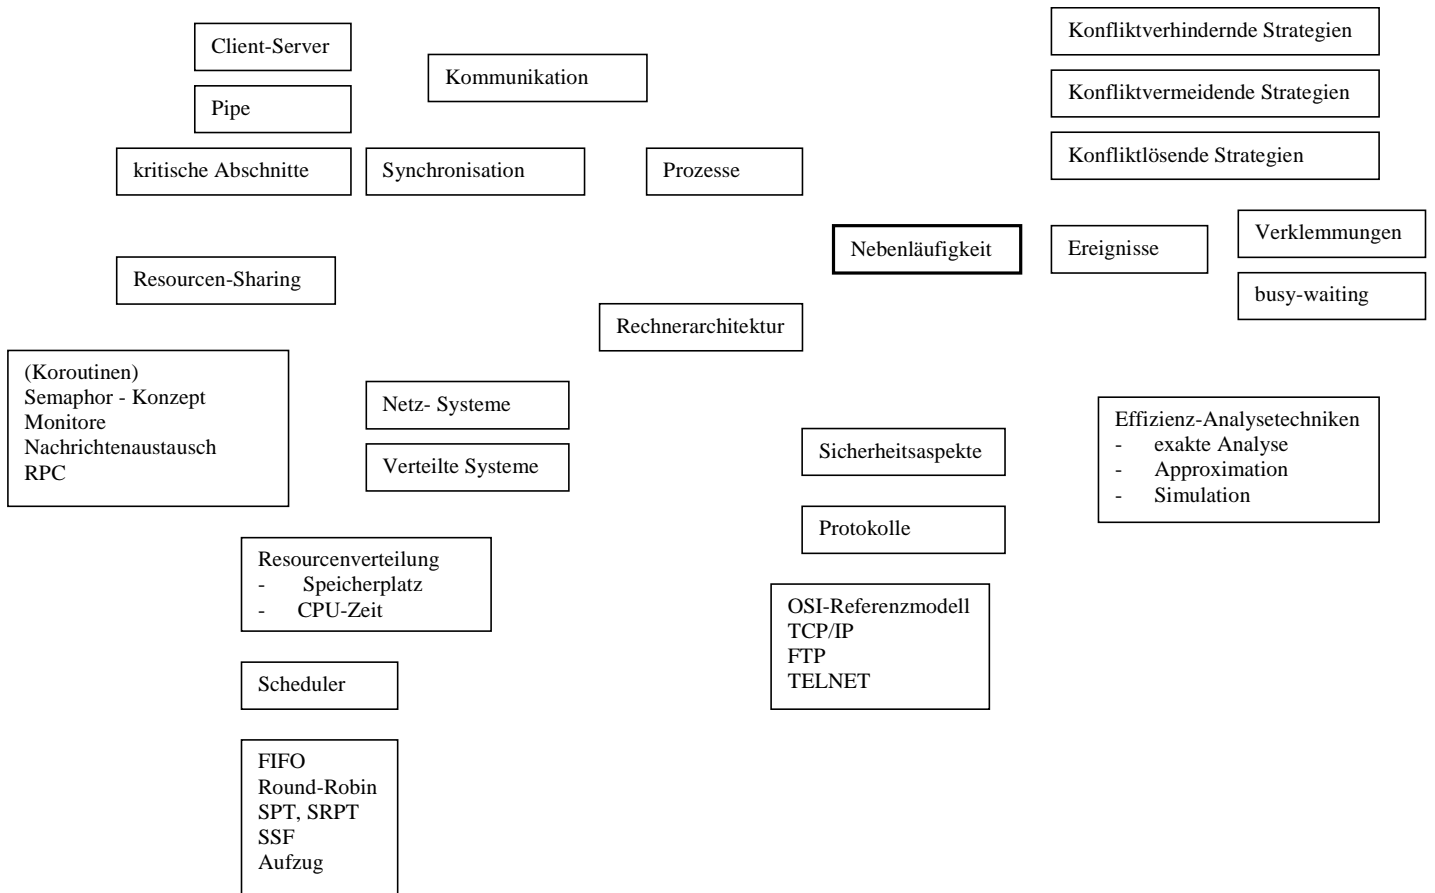 Client-Server
Kommunikation
Pipe
kritische Abschnitte
Synchronisation
Prozesse
Konfliktverhindernde Strategien
Konfliktvermeidende Strategien
Konfliktlösende Strategien
Nebenläufigkeit
Ereignisse
Verklemmungen
busy-waiting
Resourcen-Sharing
Rechnerarchitektur
(Koroutinen)
Semaphor - Konzept
Monitore
Nachrichtenaustausch
RPC
Netz- Systeme
Verteilte Systeme
Sicherheitsaspekte
Protokolle
Effizienz-Analysetechniken
- exakte Analyse
- Approximation
- Simulation
Resourcenverteilung
- Speicherplatz
- CPU-Zeit
OSI-Referenzmodell
TCP/IP
FTP
TELNET
Scheduler
FIFO
Round-Robin
SPT, SRPT
SSF
Aufzug